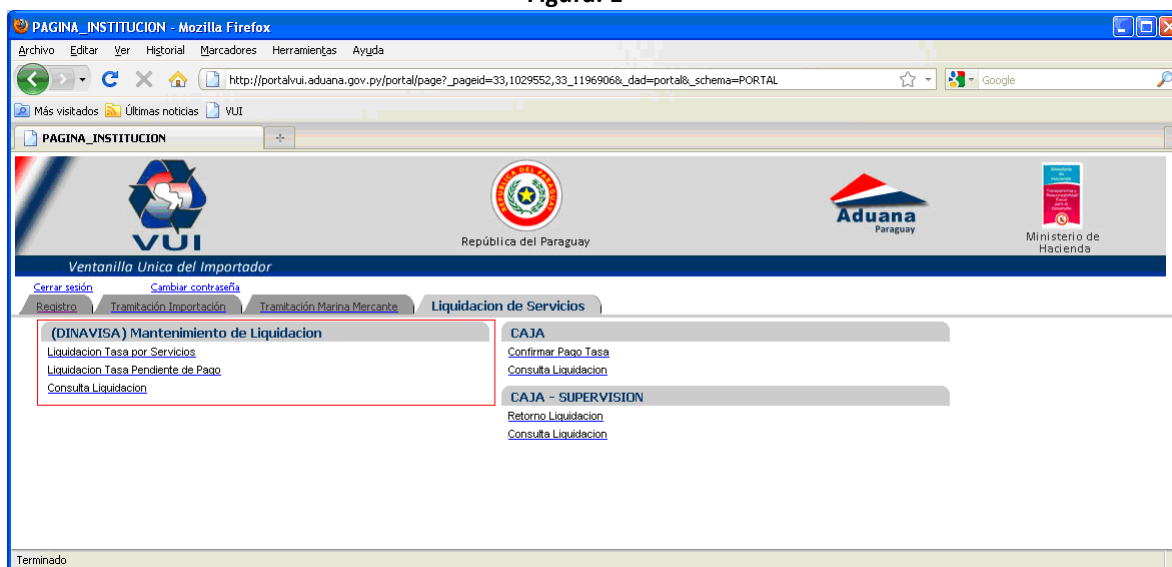 PAGINA_INSTITUCION - Mozilla Firefox
Archivo Editar Ver Historial Marcadores Herramientas Ayuda
http://portalvui.aduana.gov.py/portal/page?_pageid=33,1029552,33_1196906&_dad=portal&_schema=PORTAL
Google
Más visitados Últimas noticias VUI
PAGINA_INSTITUCION
VUI
República del Paraguay
Aduana
Paraguay
Ministerio de
Hacienda
Ventanilla Unica del Importador
Cerrar sesión Cambiar contraseña
Registro Tramitación Importación Tramitación Marina Mercante Liquidacion de Servicios
(DINAVISA) Mantenimiento de Liquidacion
Liquidacion Tasa por Servicios
Liquidacion Tasa Pendiente de Pago
Consulta Liquidacion
CAJA
Confirmar Pago Tasa
Consulta Liquidacion
CAJA - SUPERVISION
Retorno Liquidacion
Consulta Liquidacion
Terminado